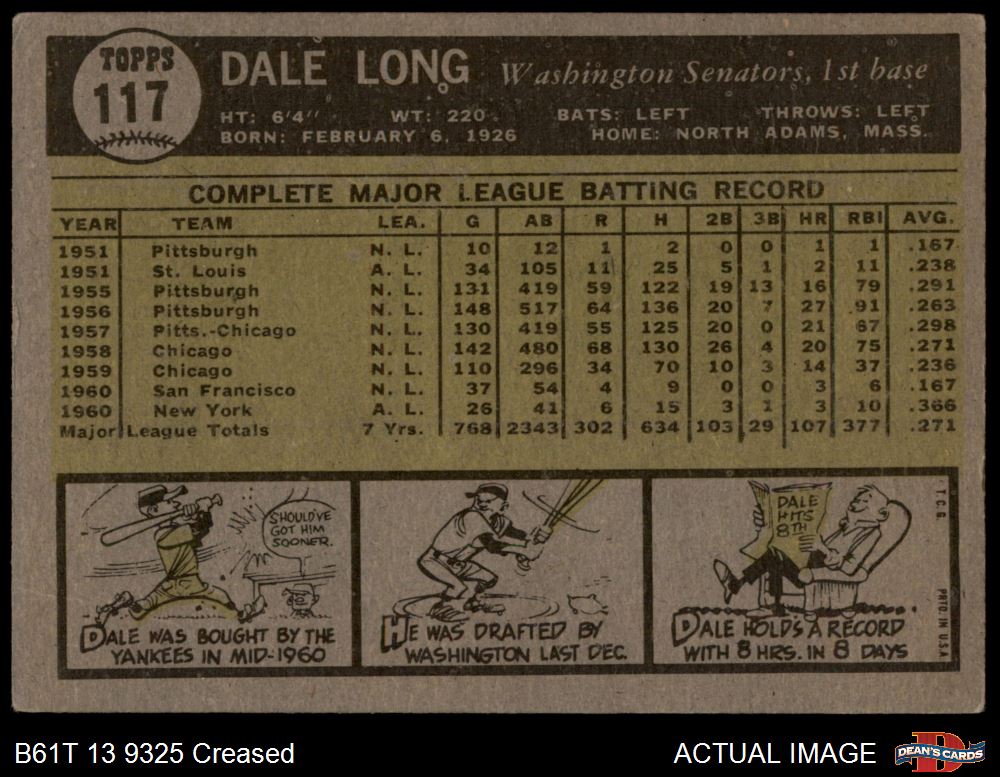 TOPPS
117
DALE LONG Washington Senators, 1st base
HT: 6'4" WT: 220 BATS: LEFT THROWS: LEFT
BORN: FEBRUARY 6, 1926 HOME: NORTH ADAMS, MASS.
COMPLETE MAJOR LEAGUE BATTING RECORD
YEAR TEAM LEA. G AB R H 2B 3B HR RBI AVG.
1951 Pittsburgh N. L. 10 12 1 2 0 0 1 1 .167
1951 St. Louis A. L. 34 105 11 25 5 1 2 11 .238
1955 Pittsburgh N. L. 131 419 59 122 19 13 16 79 .291
1956 Pittsburgh N. L. 148 517 64 136 20 7 27 91 .263
1957 Pitts.-Chicago N. L. 130 419 55 125 20 0 21 67 .298
1958 Chicago N. L. 142 480 68 130 26 4 20 75 .271
1959 Chicago N. L. 110 296 34 70 10 3 14 37 .236
1960 San Francisco N. L. 37 54 4 9 0 0 3 6 .167
1960 New York A. L. 26 41 6 15 3 1 3 10 .366
Major League Totals 7 Yrs. 768 2343 302 634 103 29 107 377 .271
SHOULD'VE
GOT HIM
SOONER.
DALE WAS BOUGHT BY THE
YANKEES IN MID-1960
HE WAS DRAFTED BY
WASHINGTON LAST DEC.
DALE
HITS
8TH
DALE HOLDS A RECORD
WITH 8 HRS. IN 8 DAYS
T.C.G.
PRTD IN U.S.A.
B61T 13 9325 Creased
ACTUAL IMAGE
DEAN'S CARDS